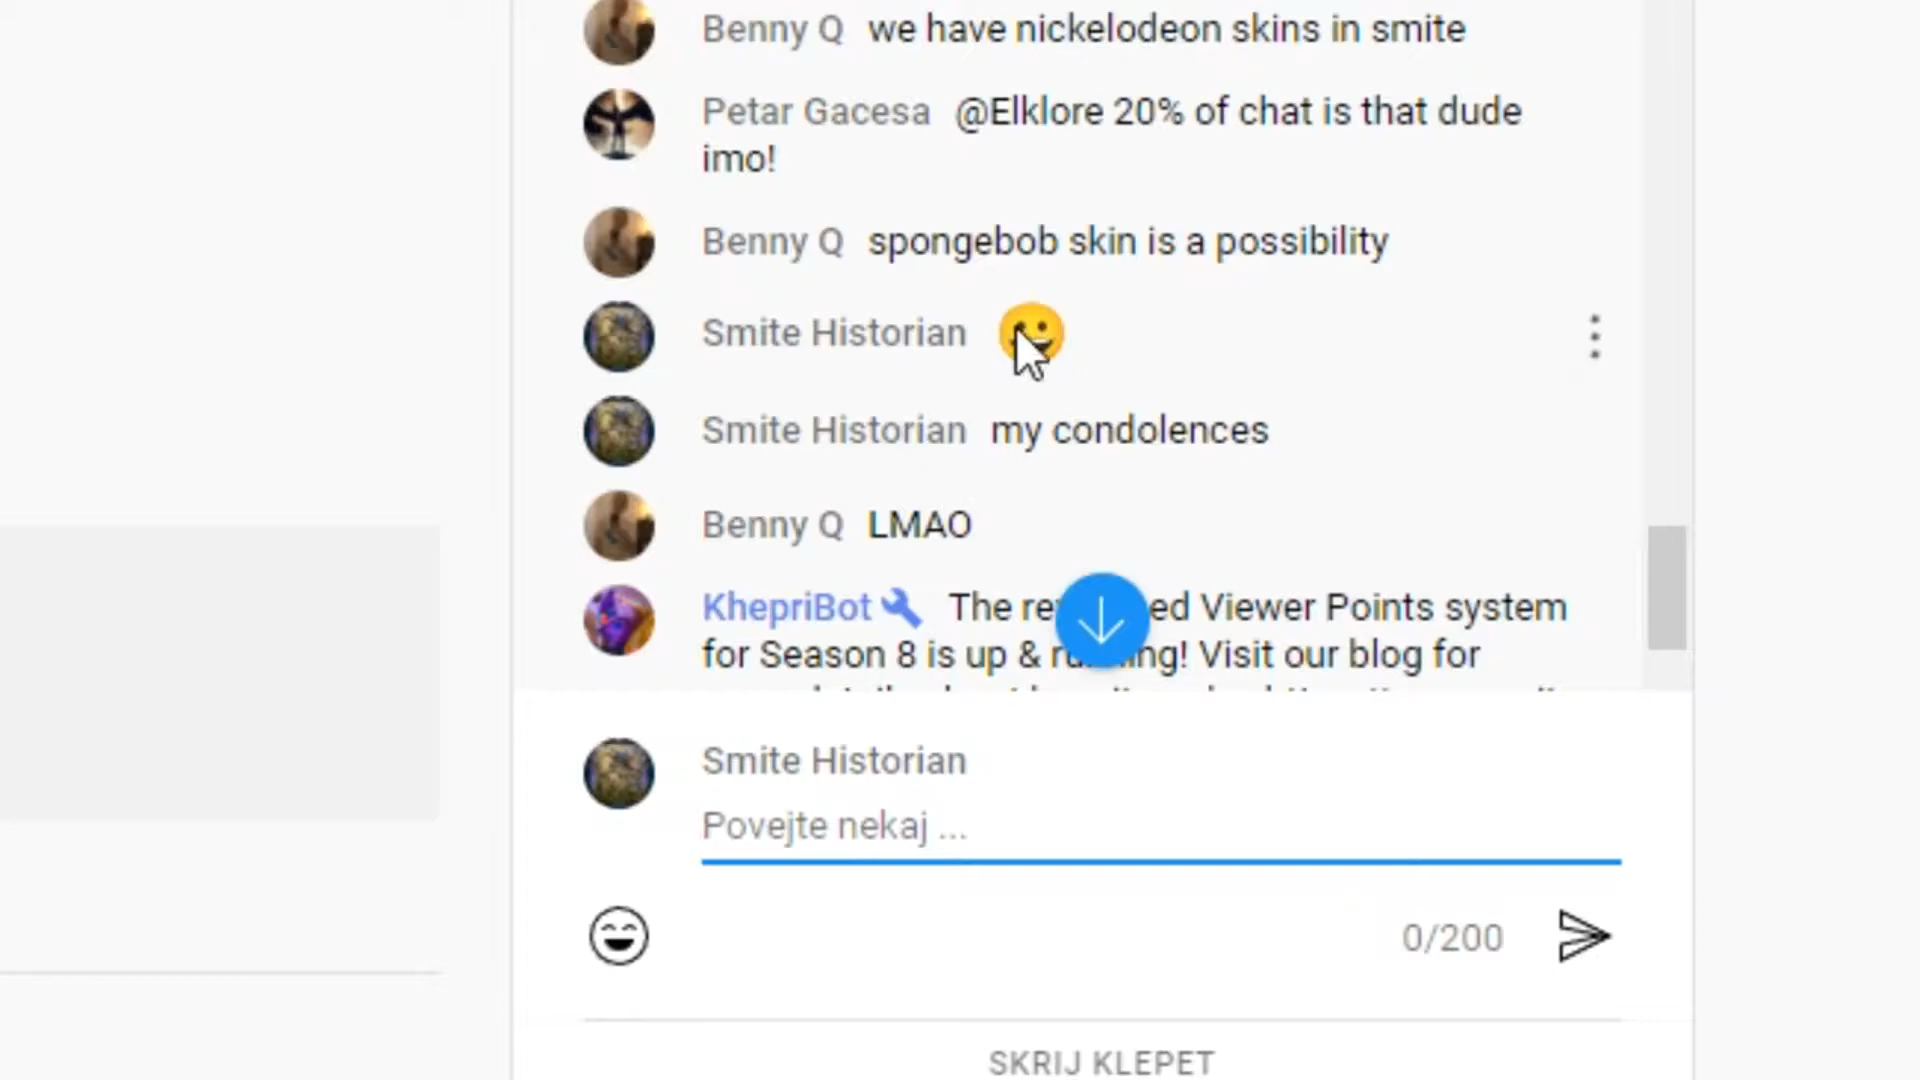 Benny Q we have nickelodeon skins in smite
Petar Gacesa @Elklore 20% of chat is that dude
imo!
Benny Q spongebob skin is a possibility
Smite Historian 😀
Smite Historian my condolences
Benny Q LMAO
KhepriBot The ed Viewer Points system
for Season 8 is up & Visit our blog for
Smite Historian
Povejte nekaj ...
0/200
SKRIJ KLEPET